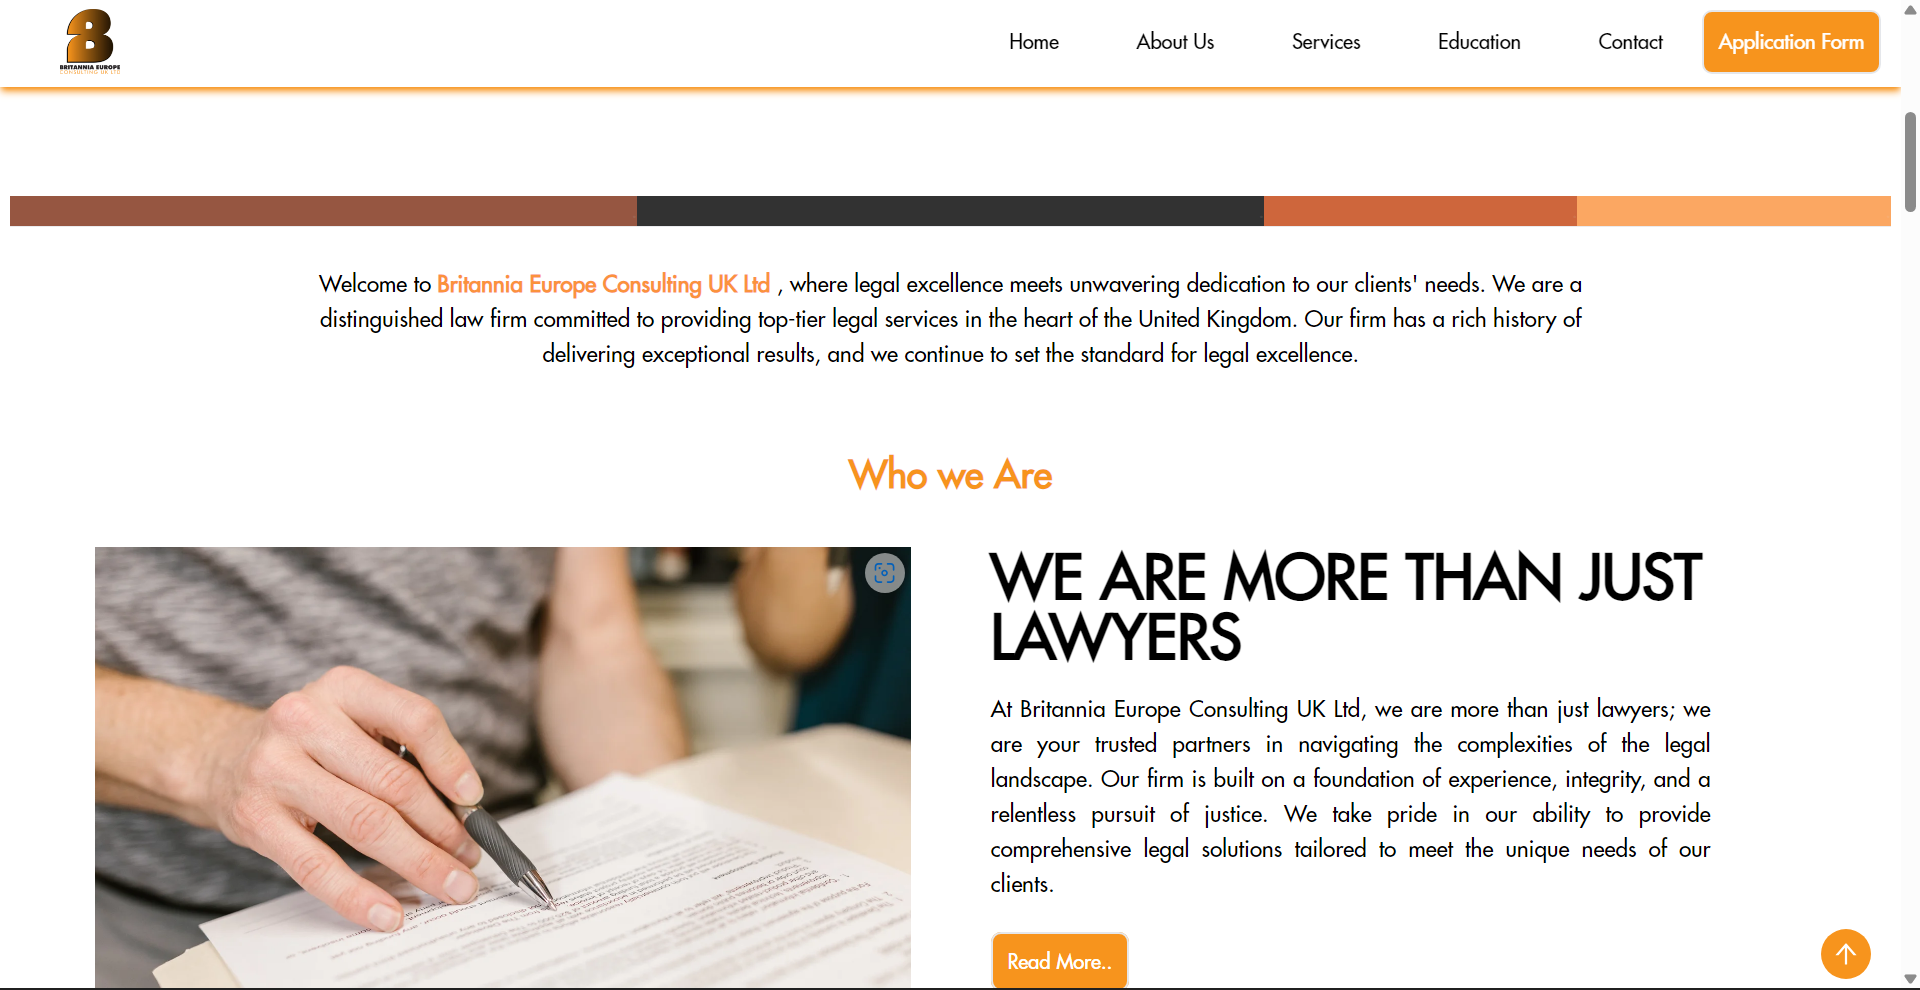 BRITANNIA EUROPE
CONSULTING UK LTD
Home
About Us
Services
Education
Contact
Application Form
Welcome to Britannia Europe Consulting UK Ltd , where legal excellence meets unwavering dedication to our clients' needs. We are a
distinguished law firm committed to providing top-tier legal services in the heart of the United Kingdom. Our firm has a rich history of
delivering exceptional results, and we continue to set the standard for legal excellence.
Who we Are
WE ARE MORE THAN JUST
LAWYERS
At Britannia Europe Consulting UK Ltd, we are more than just lawyers; we
are your trusted partners in navigating the complexities of the legal
landscape. Our firm is built on a foundation of experience, integrity, and a
relentless pursuit of justice. We take pride in our ability to provide
comprehensive legal solutions tailored to meet the unique needs of our
clients.
Read More..